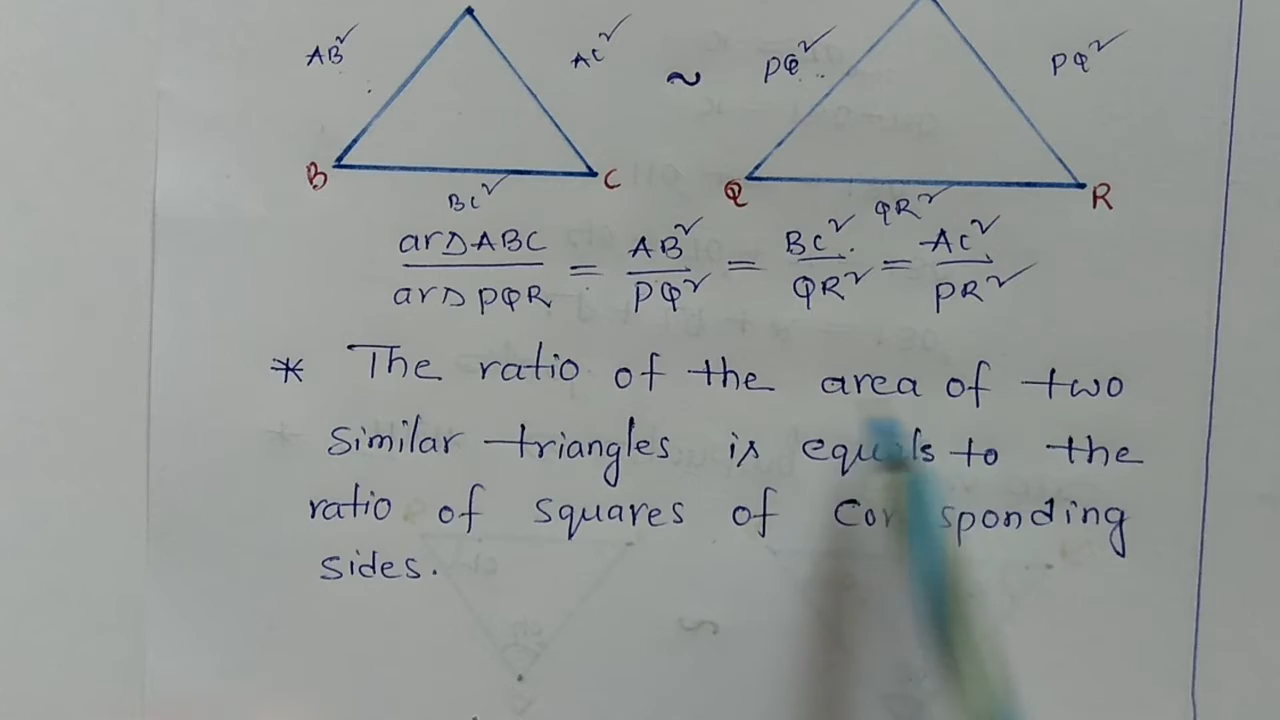 AB² AC² ~ PQ² PQ²
B C Q R
BC² QR²
arΔABC / arΔPQR = AB² / PQ² = BC² / QR² = AC² / PR²
* The ratio of the area of two
similar triangles is equals to the
ratio of squares of sponding
sides.